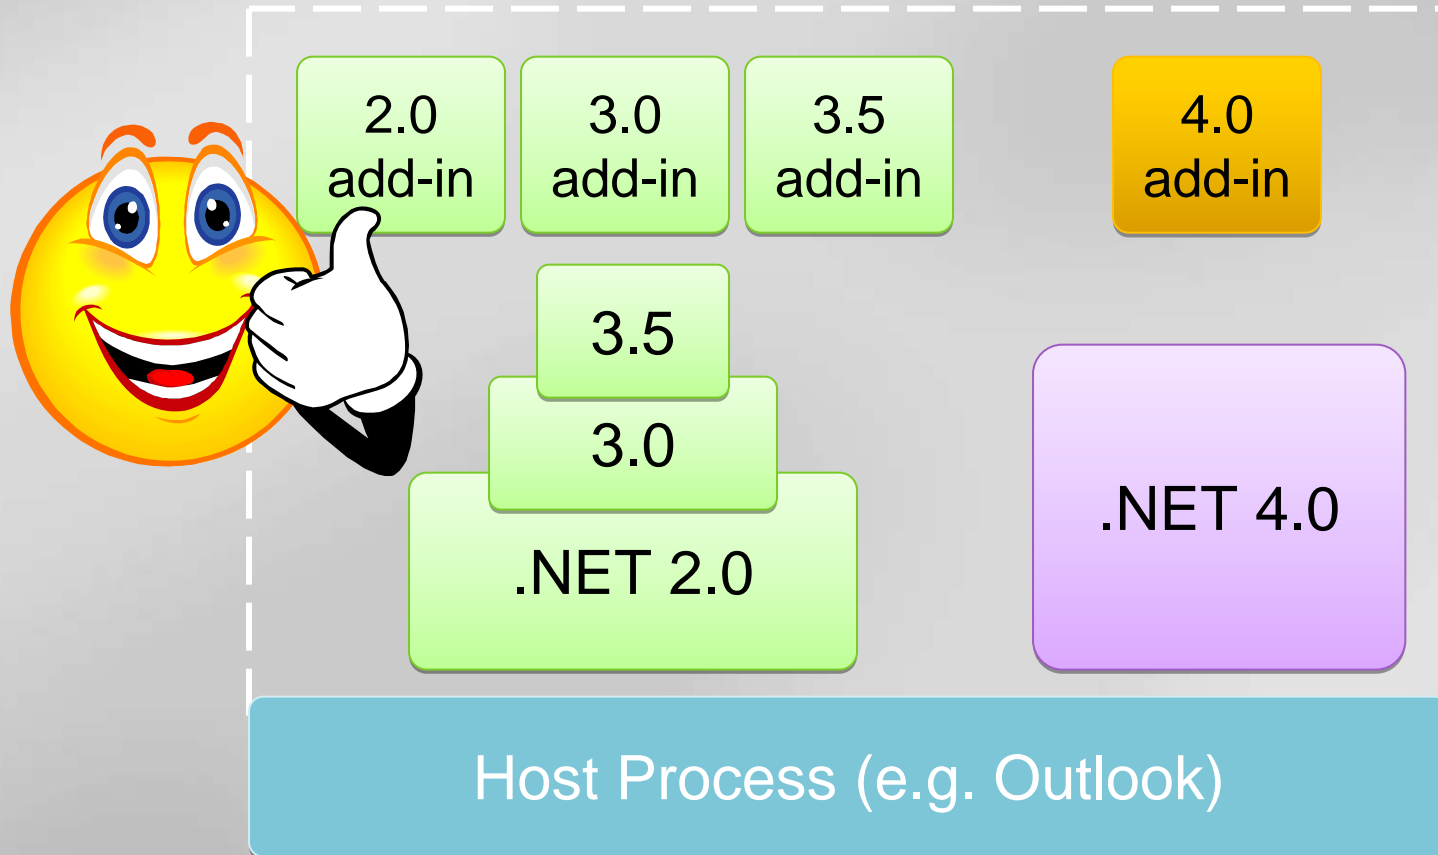 2.0
add-in
3.0
add-in
3.5
add-in
4.0
add-in
3.5
3.0
.NET 2.0
.NET 4.0
Host Process (e.g. Outlook)